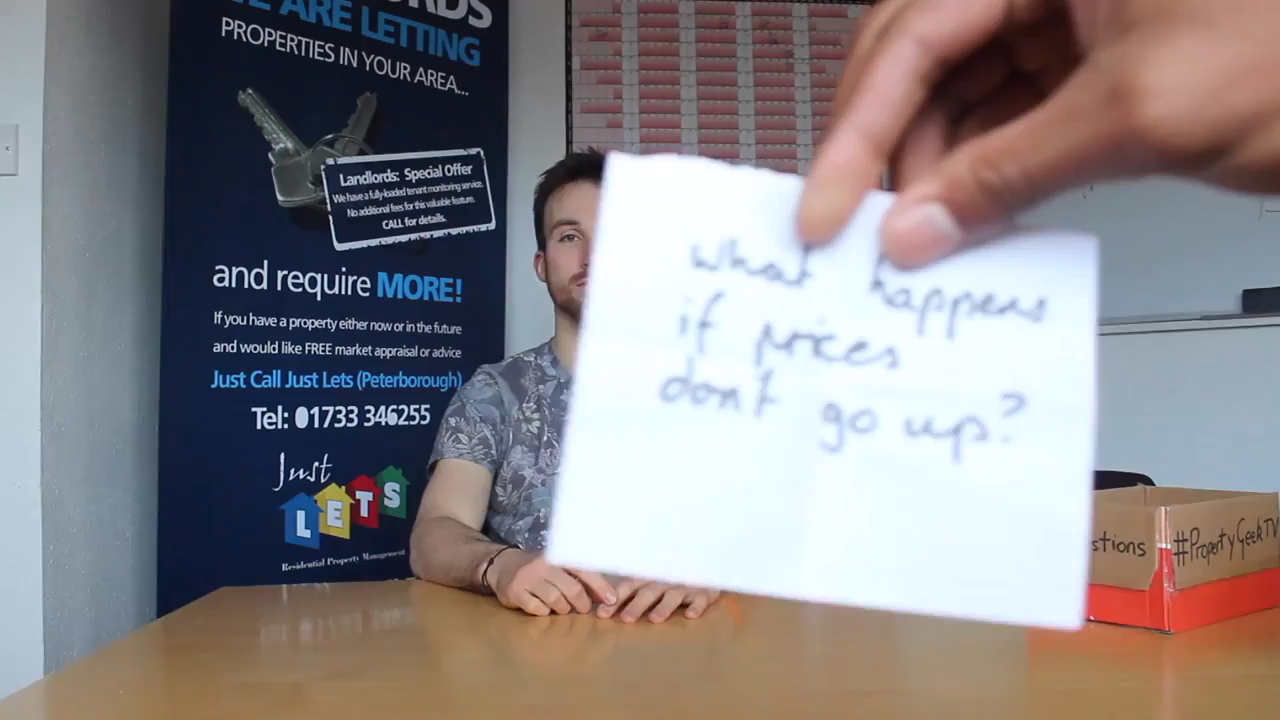 WE ARE LETTING
PROPERTIES IN YOUR AREA...
Landlords: Special Offer
We have a fully-loaded tenant monitoring service.
No additional fees for this valuable feature.
CALL for details.
and require MORE!
If you have a property either now or in the future
and would like FREE market appraisal or advice
Just Call Just Lets (Peterborough)
Tel: 01733 346255
Just
LETS
Residential Property Management
what happens
if prices
don't go up?
stions
#PropertyGeekTV